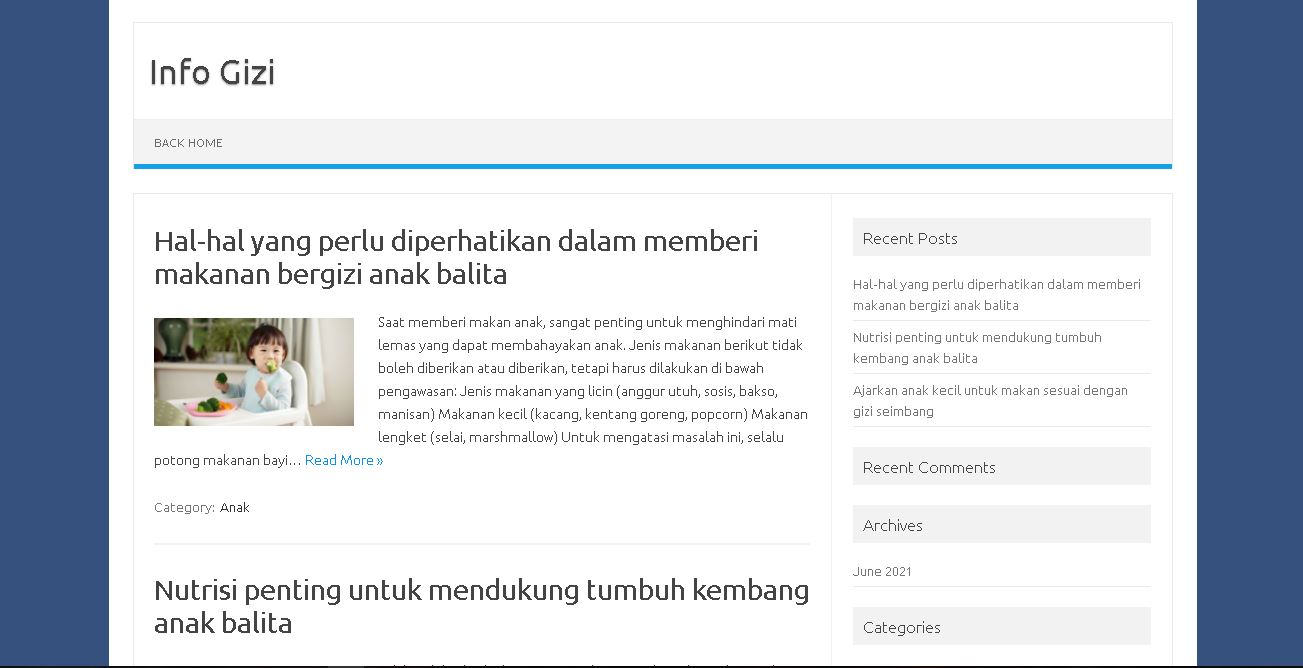 Info Gizi
BACK HOME
Hal-hal yang perlu diperhatikan dalam memberi
makanan bergizi anak balita
Saat memberi makan anak, sangat penting untuk menghindari mati
lemas yang dapat membahayakan anak. Jenis makanan berikut tidak
boleh diberikan atau diberikan, tetapi harus dilakukan di bawah
pengawasan: Jenis makanan yang licin (anggur utuh, sosis, bakso,
manisan) Makanan kecil (kacang, kentang goreng, popcorn) Makanan
lengket (selai, marshmallow) Untuk mengatasi masalah ini, selalu
potong makanan bayi… Read More »
Category: Anak
Nutrisi penting untuk mendukung tumbuh kembang
anak balita
Recent Posts
Hal-hal yang perlu diperhatikan dalam memberi
makanan bergizi anak balita
Nutrisi penting untuk mendukung tumbuh
kembang anak balita
Ajarkan anak kecil untuk makan sesuai dengan
gizi seimbang
Recent Comments
Archives
June 2021
Categories